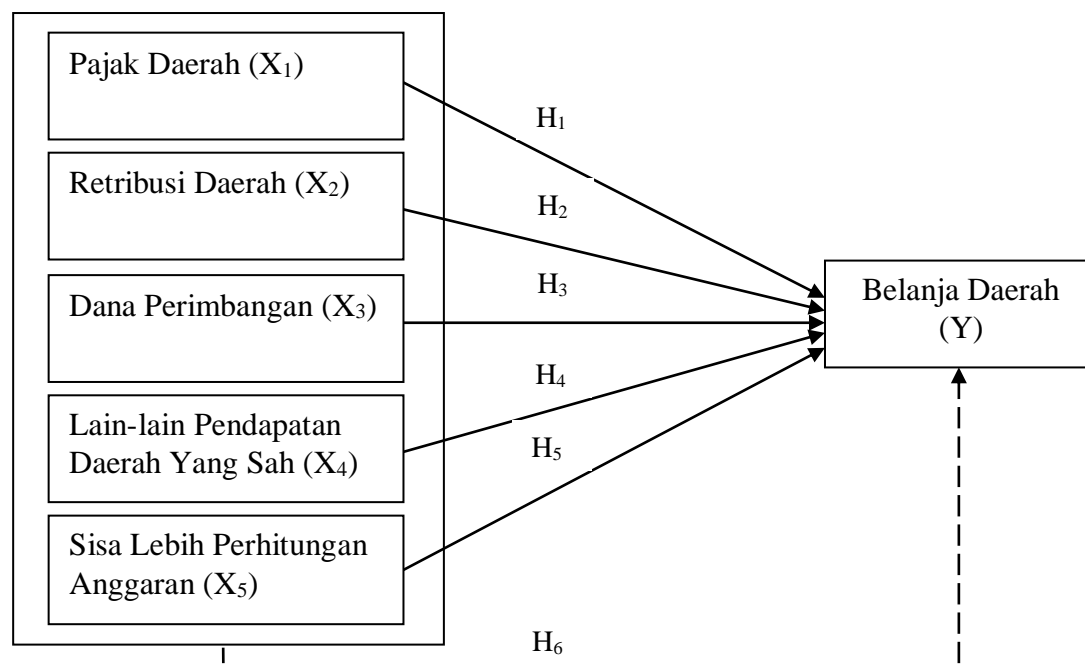 Pajak Daerah (X₁)
H₁
Retribusi Daerah (X₂)
H₂
Dana Perimbangan (X₃)
H₃
Belanja Daerah
(Y)
Lain-lain Pendapatan
Daerah Yang Sah (X₄)
H₄
H₅
Sisa Lebih Perhitungan
Anggaran (X₅)
H₆